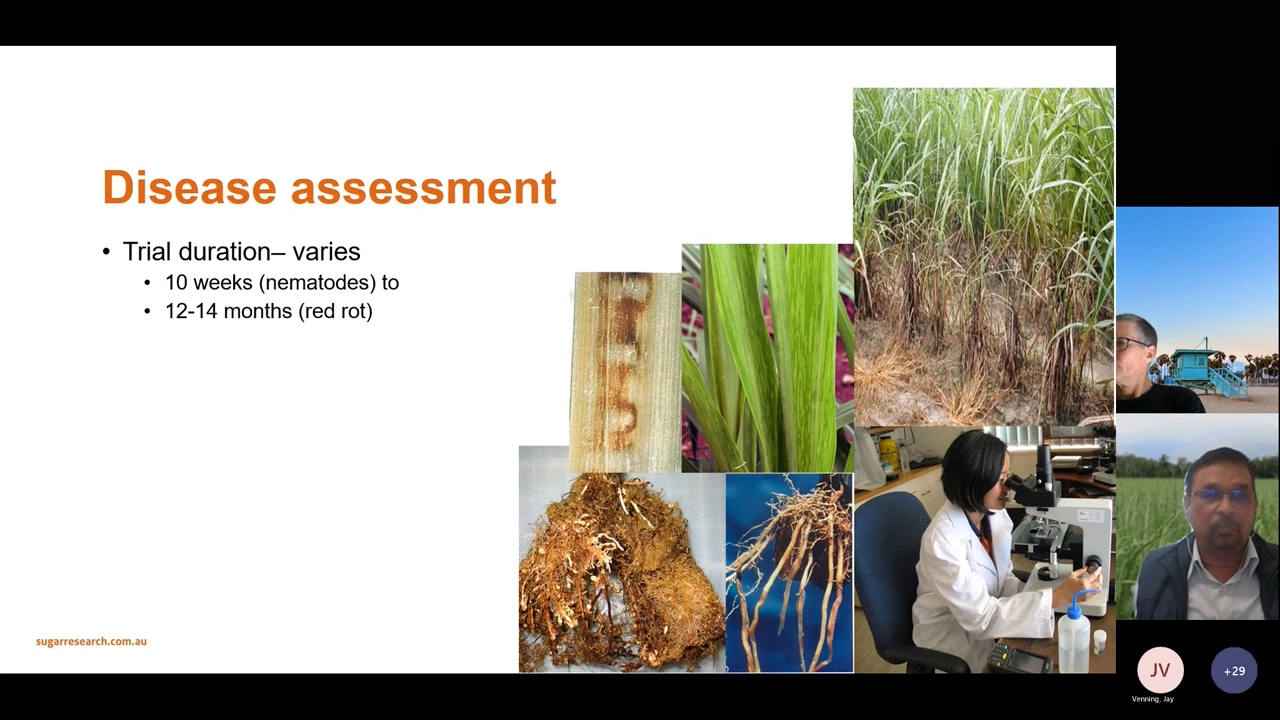 Disease assessment
• Trial duration– varies
• 10 weeks (nematodes) to
• 12-14 months (red rot)
sugarresearch.com.au
JV
+29
Venning, Jay